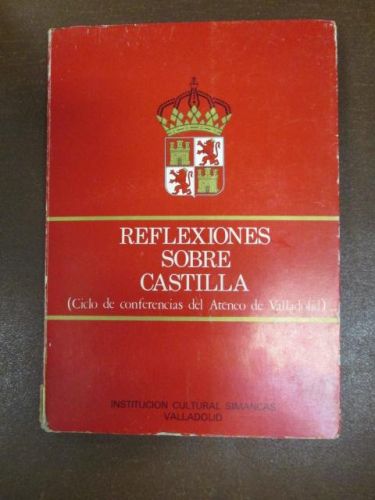 REFLEXIONES
SOBRE
CASTILLA
(Ciclo de conferencias del Ateneo de Valladolid)
INSTITUCION CULTURAL SIMANCAS
VALLADOLID